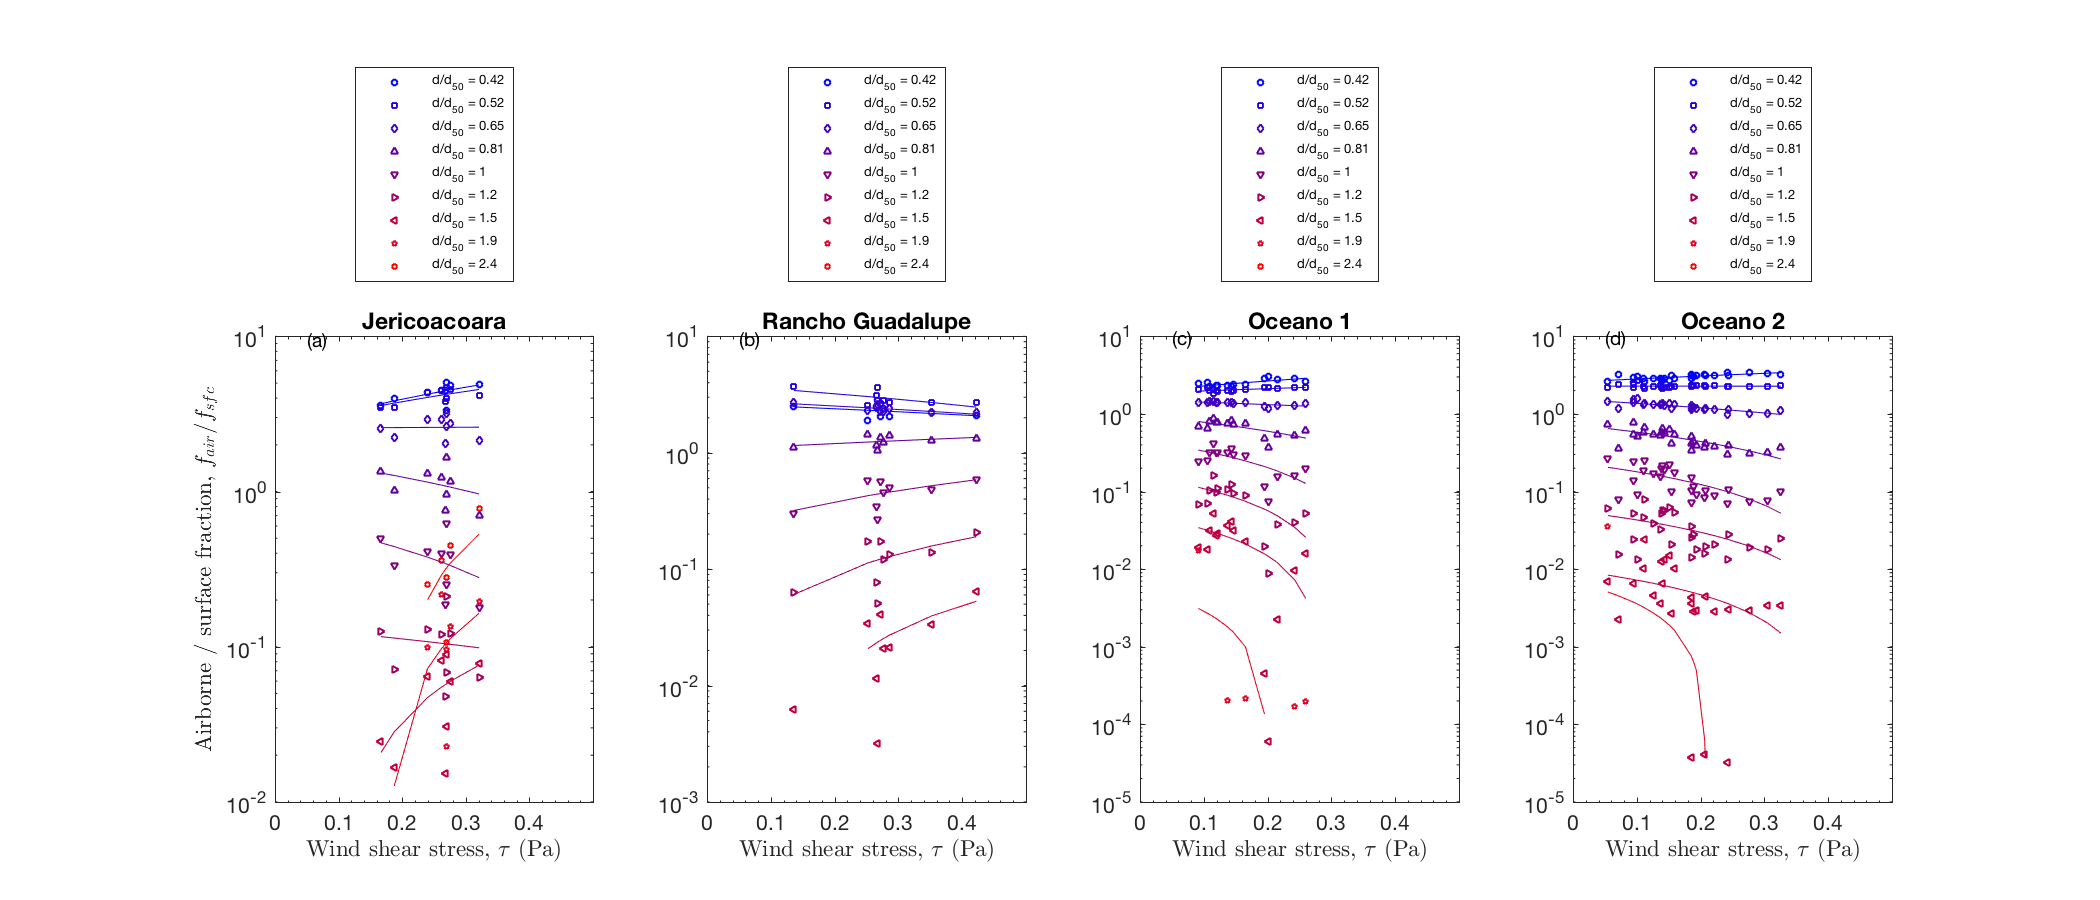 d/d50 = 0.42
d/d50 = 0.52
d/d50 = 0.65
d/d50 = 0.81
d/d50 = 1
d/d50 = 1.2
d/d50 = 1.5
d/d50 = 1.9
d/d50 = 2.4
d/d50 = 0.42
d/d50 = 0.52
d/d50 = 0.65
d/d50 = 0.81
d/d50 = 1
d/d50 = 1.2
d/d50 = 1.5
d/d50 = 1.9
d/d50 = 2.4
d/d50 = 0.42
d/d50 = 0.52
d/d50 = 0.65
d/d50 = 0.81
d/d50 = 1
d/d50 = 1.2
d/d50 = 1.5
d/d50 = 1.9
d/d50 = 2.4
d/d50 = 0.42
d/d50 = 0.52
d/d50 = 0.65
d/d50 = 0.81
d/d50 = 1
d/d50 = 1.2
d/d50 = 1.5
d/d50 = 1.9
d/d50 = 2.4
Airborne / surface fraction, fair/fsfc
Jericoacoara
(a)
10^1
10^0
10^-1
10^-2
0 0.1 0.2 0.3 0.4
Wind shear stress, τ (Pa)
Rancho Guadalupe
(b)
10^1
10^0
10^-1
10^-2
10^-3
0 0.1 0.2 0.3 0.4
Wind shear stress, τ (Pa)
Oceano 1
(c)
10^1
10^0
10^-1
10^-2
10^-3
10^-4
10^-5
0 0.1 0.2 0.3 0.4
Wind shear stress, τ (Pa)
Oceano 2
(d)
10^1
10^0
10^-1
10^-2
10^-3
10^-4
10^-5
0 0.1 0.2 0.3 0.4
Wind shear stress, τ (Pa)